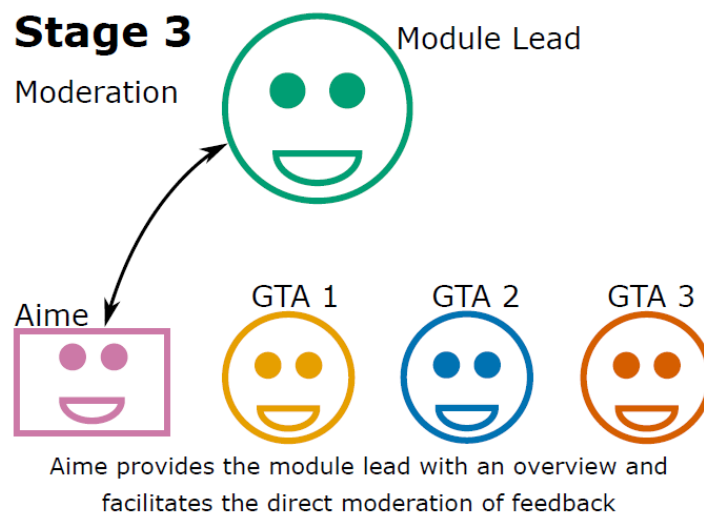 Stage 3
Module Lead
Moderation
Aime
GTA 1
GTA 2
GTA 3
Aime provides the module lead with an overview and
facilitates the direct moderation of feedback